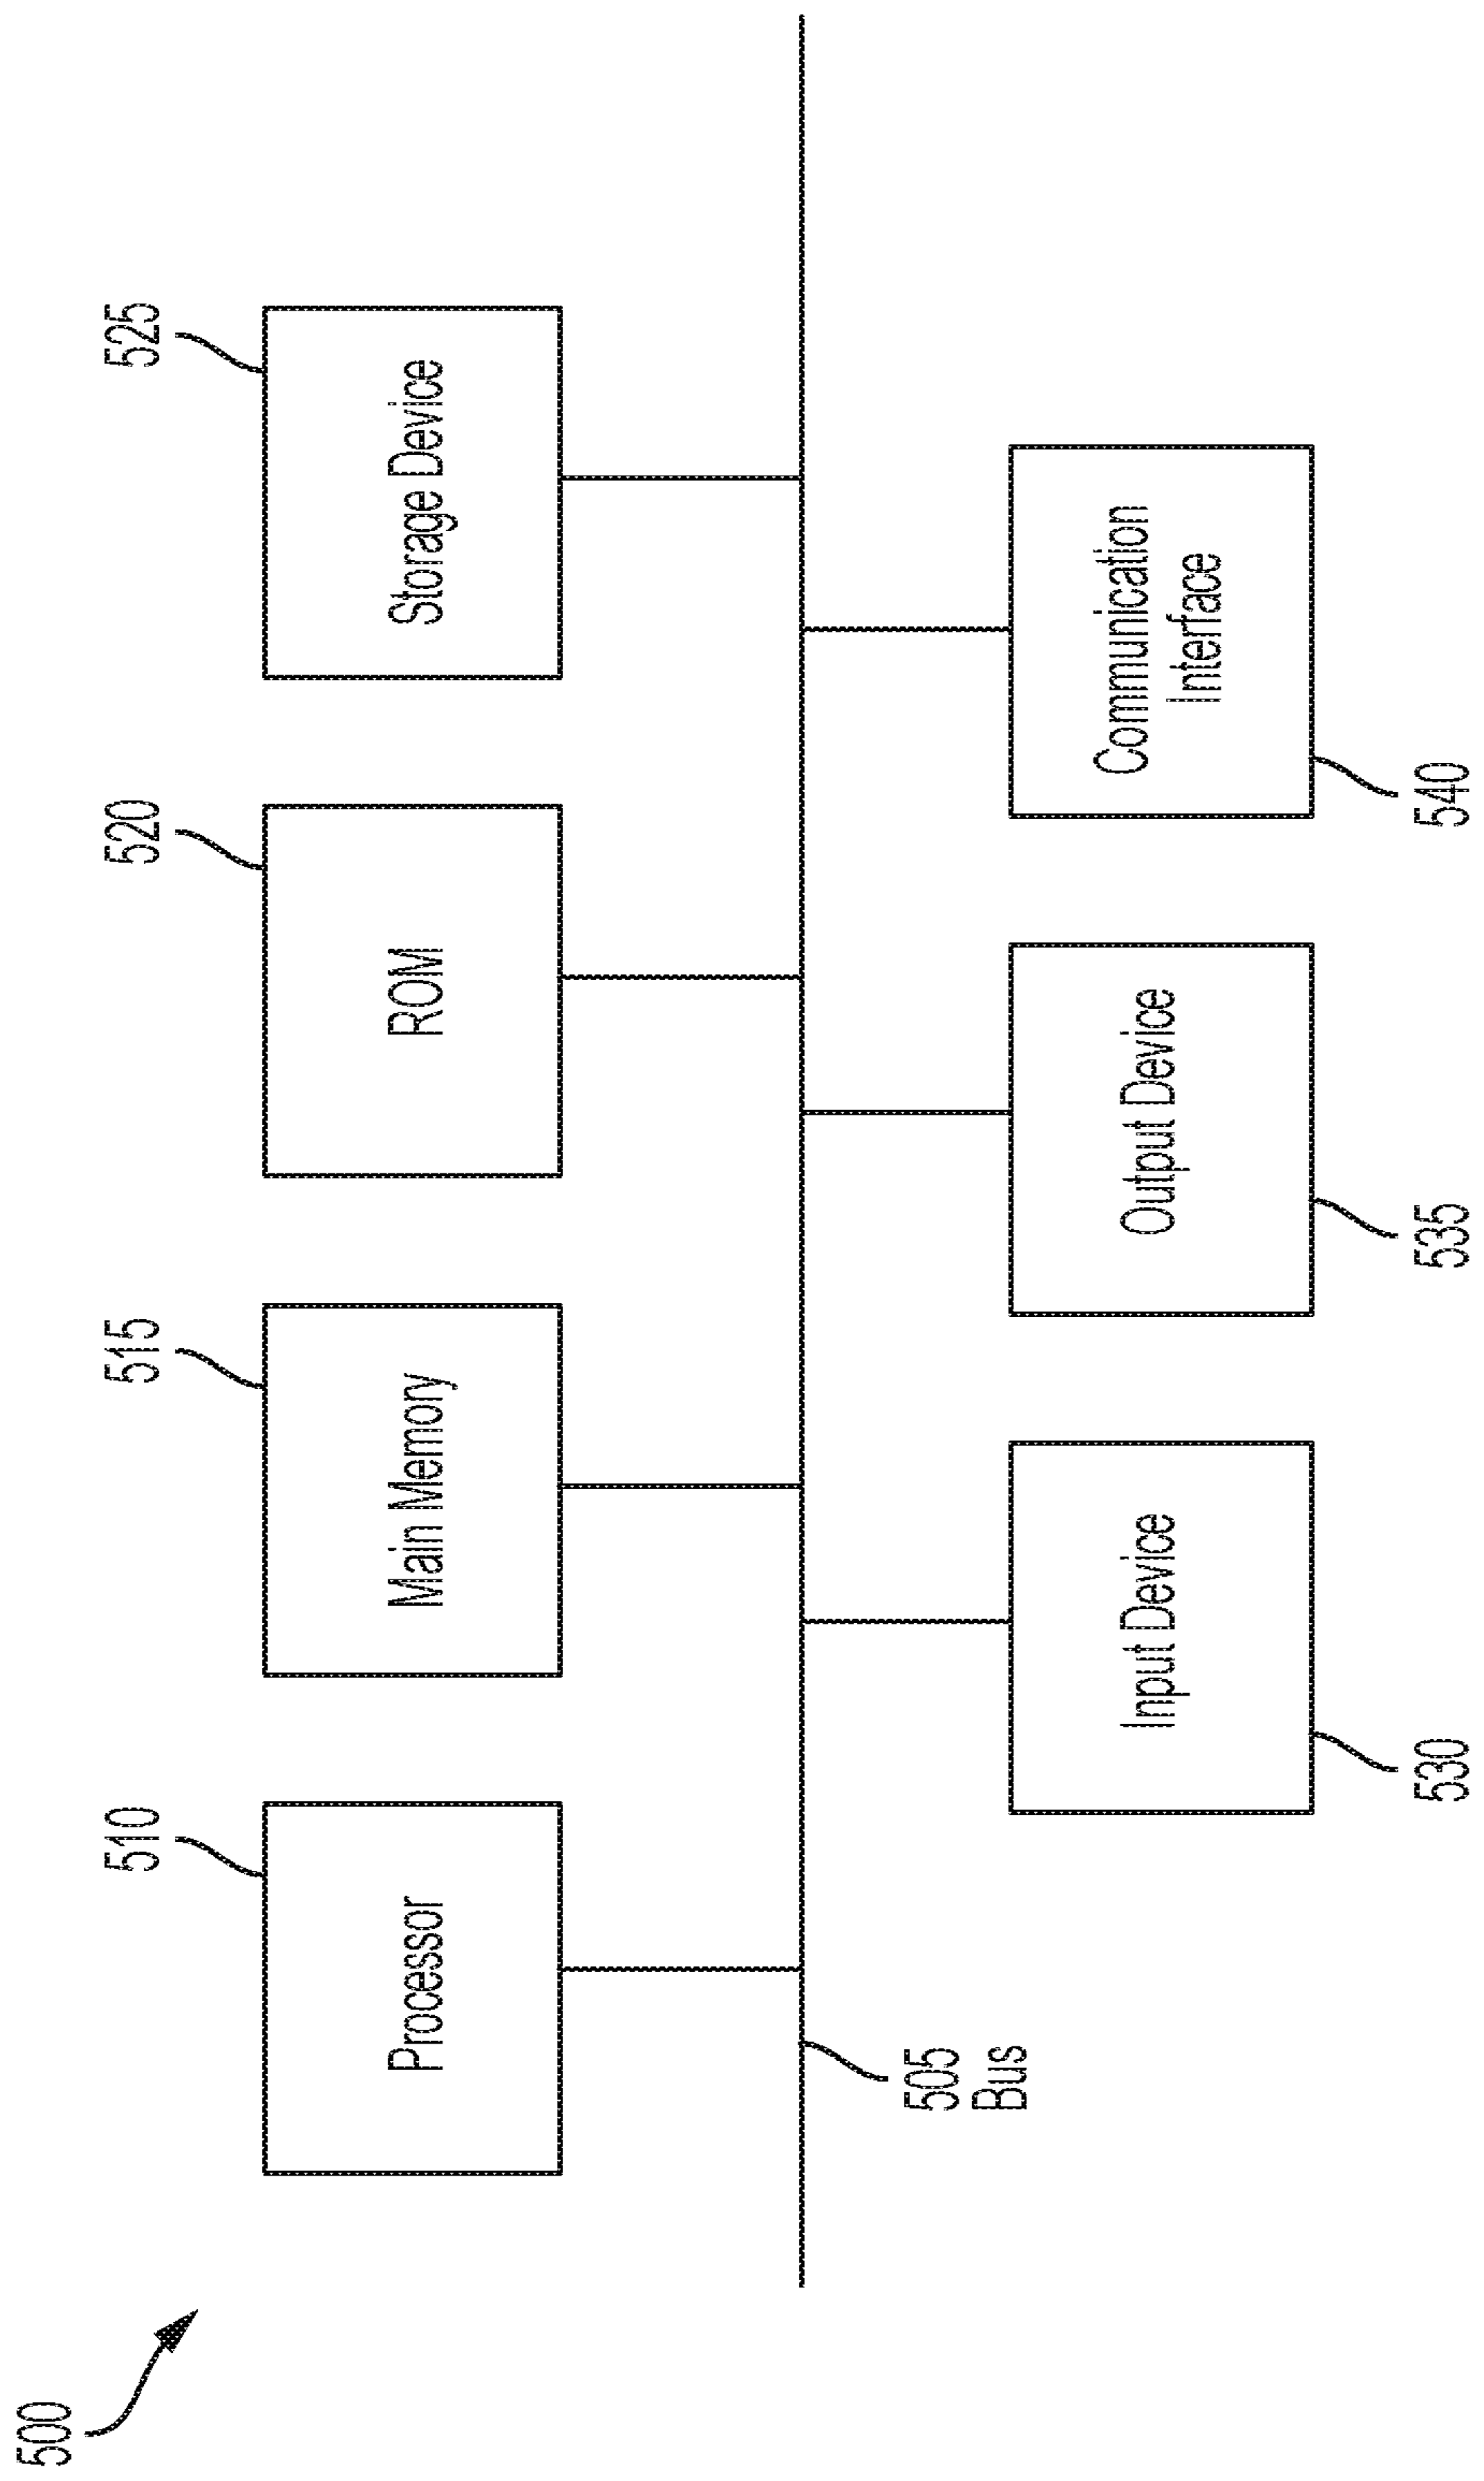 500
510
515
520
525
Processor
Main Memory
ROM
Storage Device
505
Bus
Input Device
Output Device
Communication
Interface
530
535
540